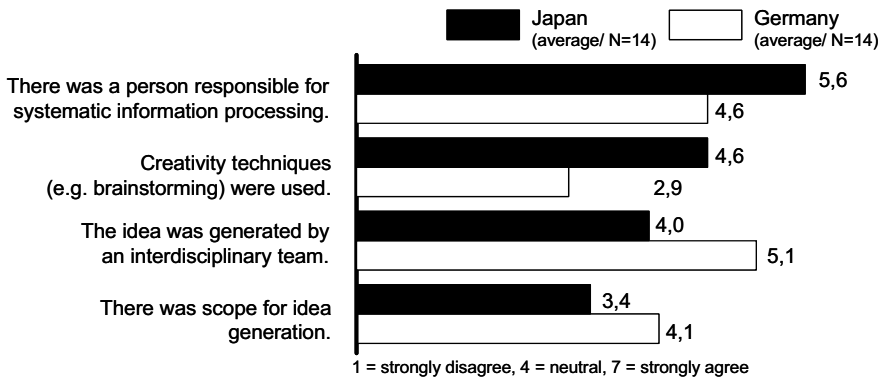 Japan
(average/ N=14)
Germany
(average/ N=14)
There was a person responsible for
systematic information processing.
5,6
4,6
Creativity techniques
(e.g. brainstorming) were used.
4,6
2,9
The idea was generated by
an interdisciplinary team.
4,0
5,1
There was scope for idea
generation.
3,4
4,1
1 = strongly disagree, 4 = neutral, 7 = strongly agree